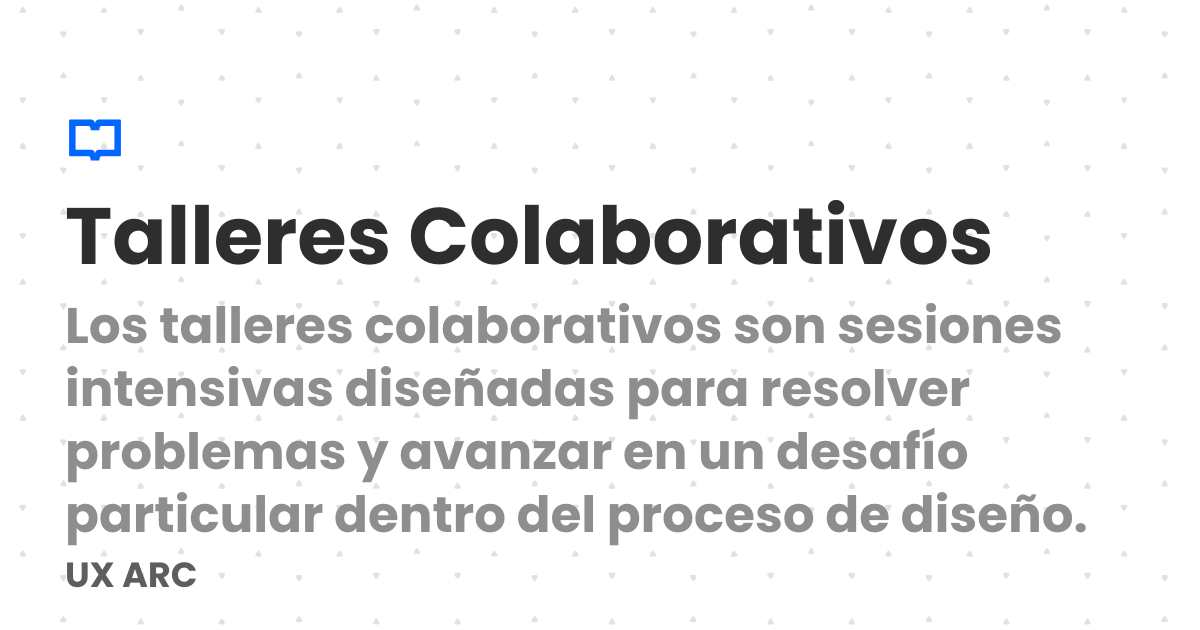 Talleres Colaborativos
Los talleres colaborativos son sesiones
intensivas diseñadas para resolver
problemas y avanzar en un desafío
particular dentro del proceso de diseño.
UX ARC